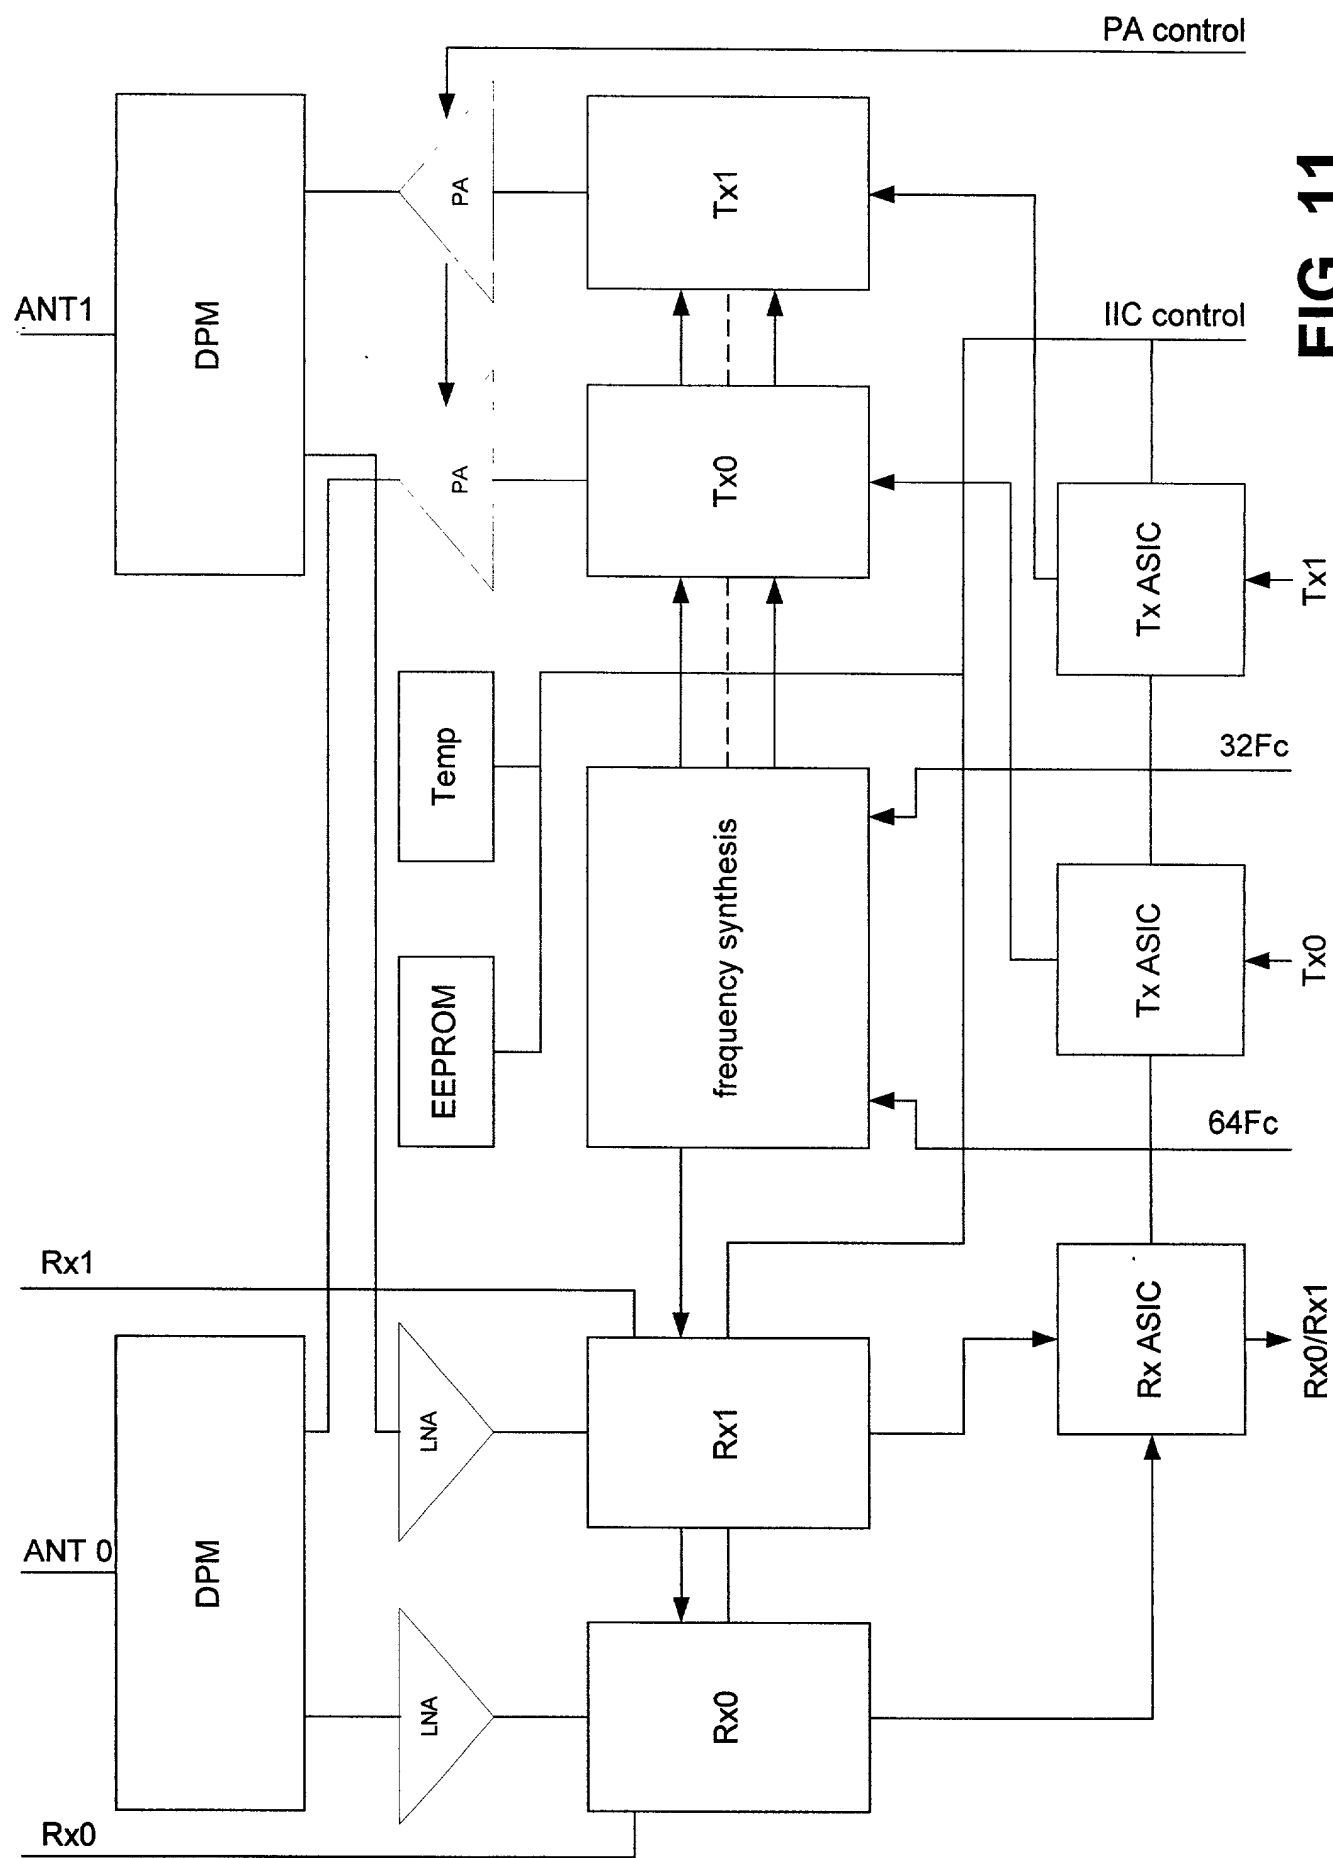 PA control
ANT1
DPM
PA
Tx1
IIC control
FIG 11
PA
Tx0
Tx ASIC
Tx1
Temp
32Fc
EEPROM
frequency synthesis
Tx ASIC
Tx0
64Fc
Rx1
ANT 0
DPM
LNA
Rx1
Rx ASIC
Rx0/Rx1
LNA
Rx0
Rx0